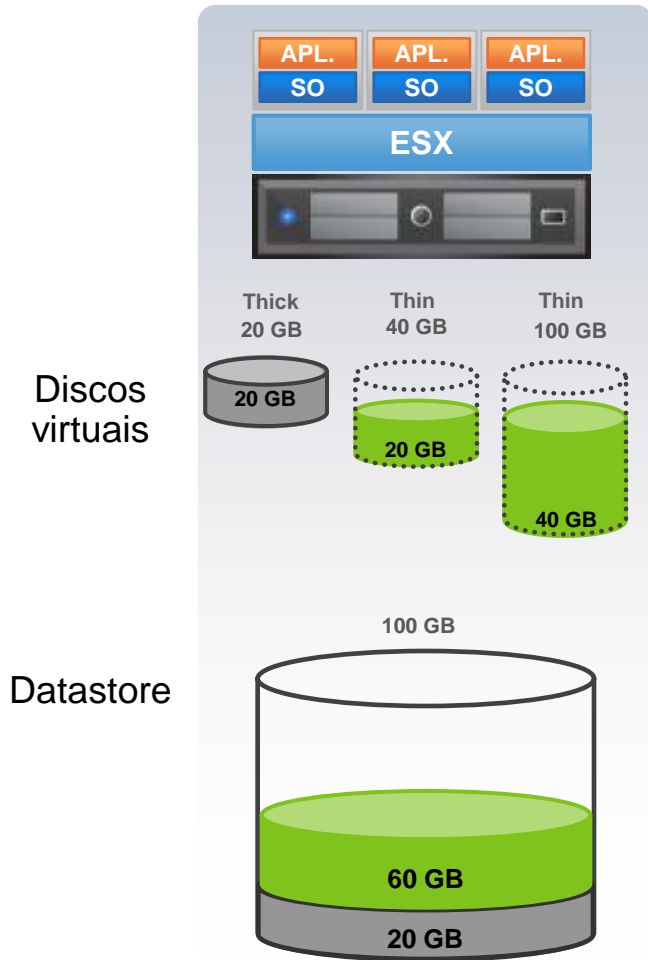 APL. APL. APL.
SO SO SO
ESX
Thick Thin Thin
20 GB 40 GB 100 GB
Discos
virtuais
20 GB
20 GB
40 GB
100 GB
Datastore
60 GB
20 GB